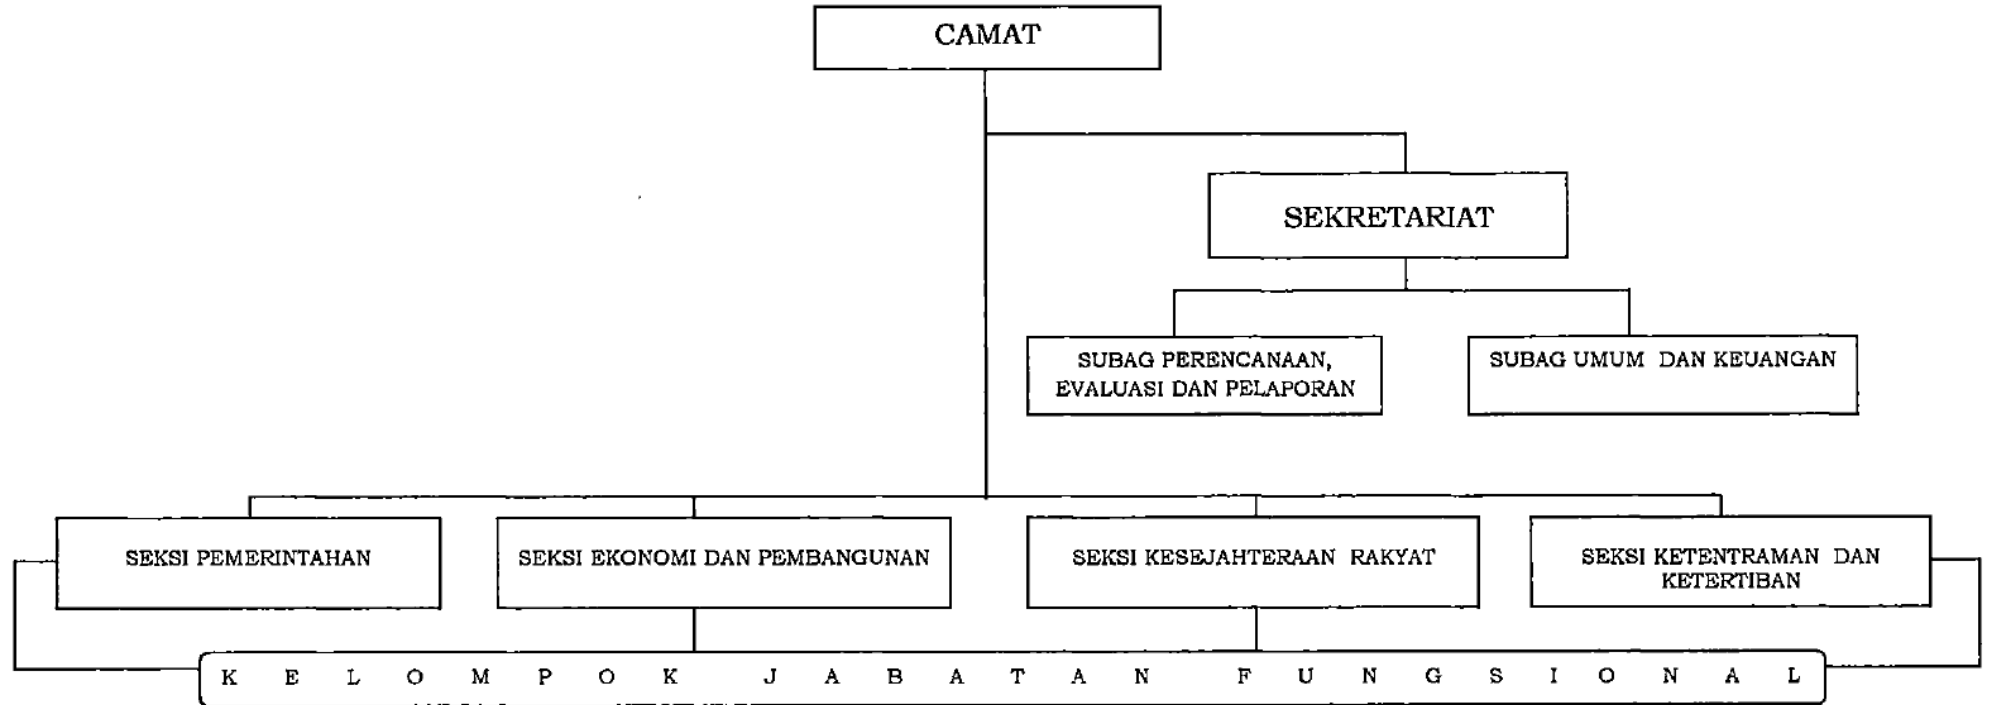 CAMAT
SEKRETARIAT
SUBAG PERENCANAAN,
EVALUASI DAN PELAPORAN
SUBAG UMUM DAN KEUANGAN
SEKSI PEMERINTAHAN
SEKSI EKONOMI DAN PEMBANGUNAN
SEKSI KESEJAHTERAAN RAKYAT
SEKSI KETENTRAMAN DAN
KETERTIBAN
K E L O M P O K J A B A T A N F U N G S I O N A L